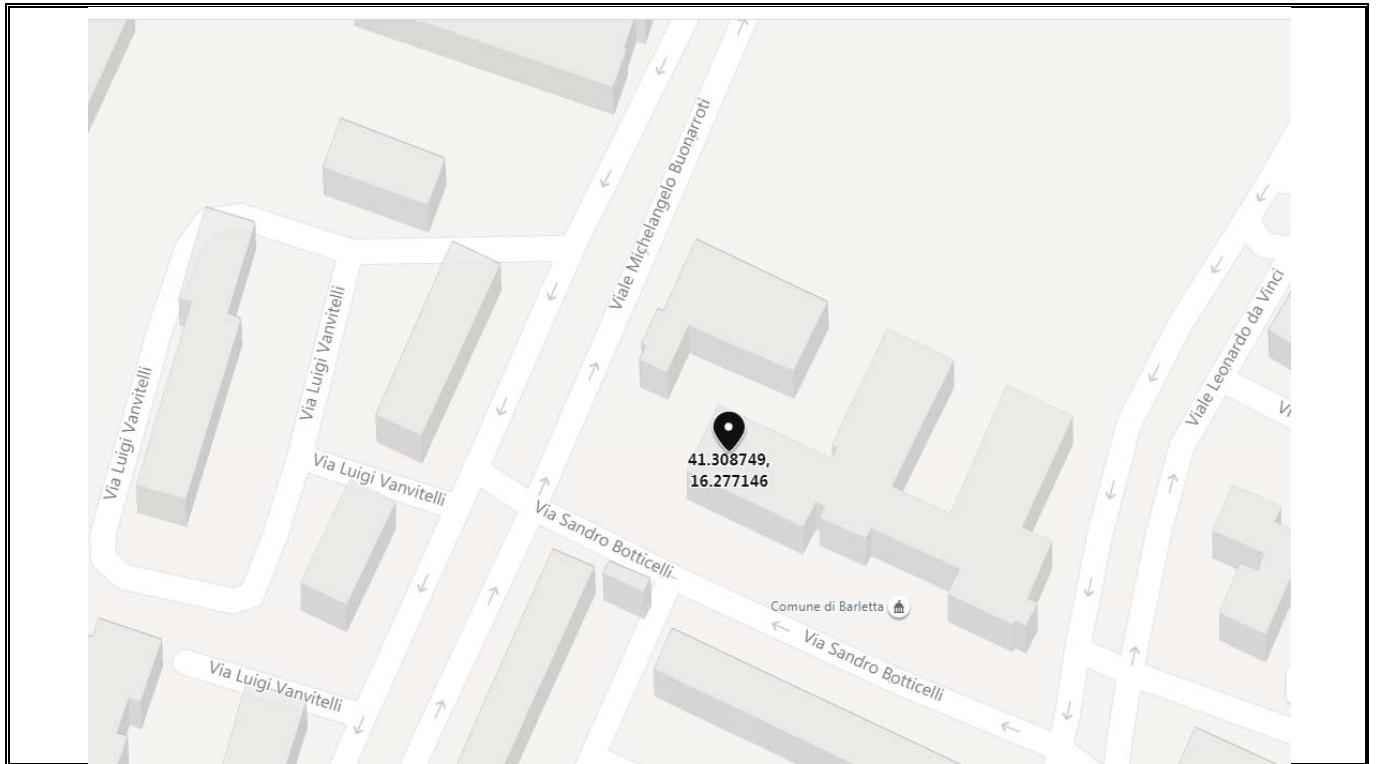 Viale Michelangelo Buonarroti
Viale Leonardo da Vinci
Via Luigi Vanvitelli
Via Luigi Vanvitelli
Via Luigi Vanvitelli
41.308749,
16.277146
Via Sandro Botticelli
Comune di Barletta
Via Sandro Botticelli
Via Luigi Vanvitelli